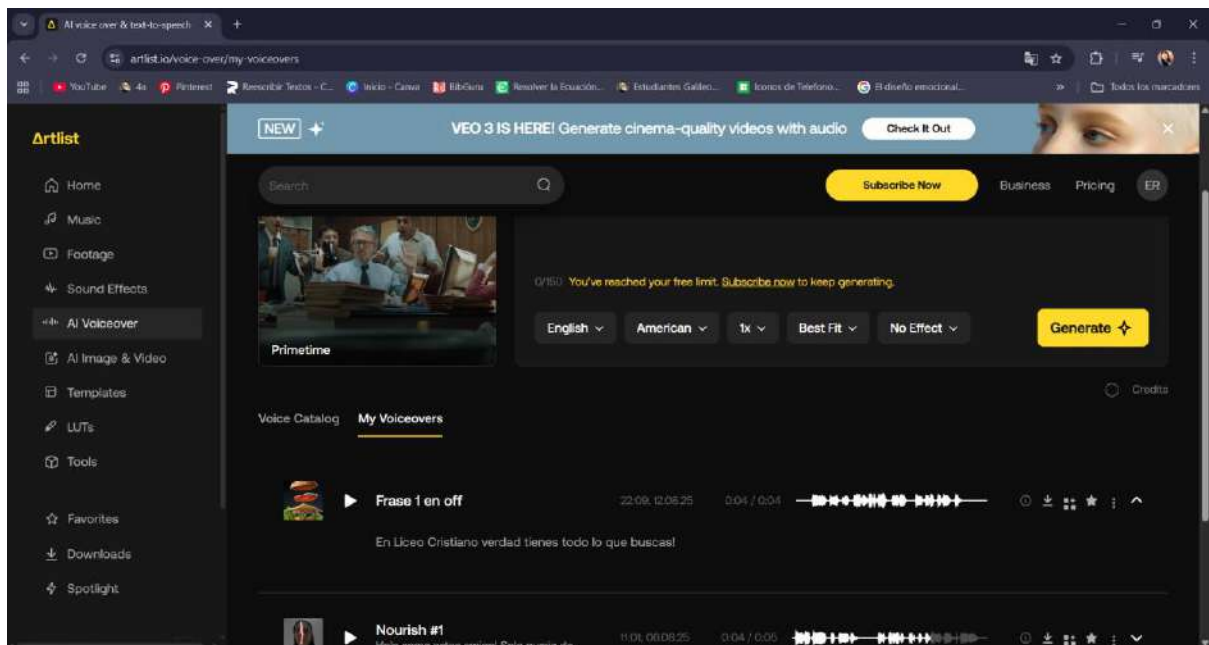 AI voice over & text-to-speech
artlist.io/voice-over/my-voiceovers
YouTube 4a Pinterest Reescribir Textos - C... Inicio - Canva BibGuru Resolver la Ecuación... Estudiantes Galileo... Iconos de Telefono... El diseño emocional... » Todos los marcadores
Artlist
NEW VEO 3 IS HERE! Generate cinema-quality videos with audio Check It Out
Search Subscribe Now Business Pricing ER
Home
Music
Footage
Sound Effects
AI Voiceover
AI Image & Video
Templates
LUTs
Tools
Favorites
Downloads
Spotlight
Primetime
0/150 You've reached your free limit. Subscribe now to keep generating.
English American 1x Best Fit No Effect Generate
Credits
Voice Catalog My Voiceovers
Frase 1 en off 22:09, 12.08.25 0:04 / 0:04
En Liceo Cristiano verdad tienes todo lo que buscas!
Nourish #1 11:01, 06.08.25 0:04 / 0:05